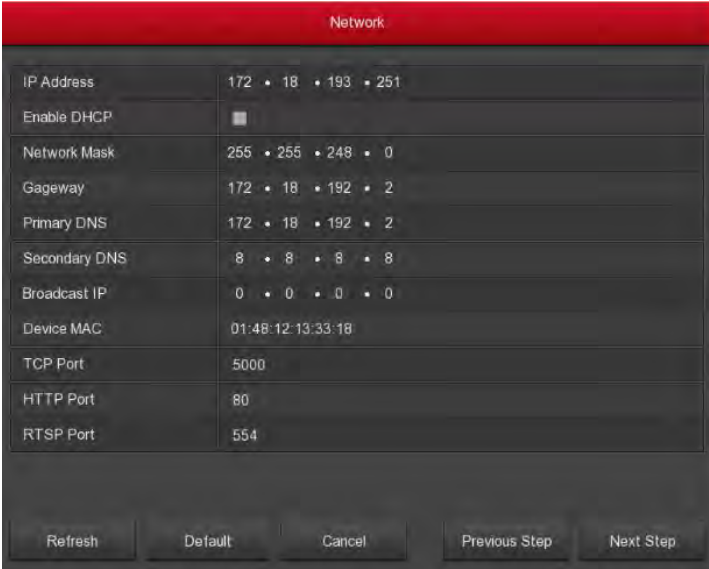 Network
IP Address 172 • 18 • 193 • 251
Enable DHCP
Network Mask 255 • 255 • 248 • 0
Gageway 172 • 18 • 192 • 2
Primary DNS 172 • 18 • 192 • 2
Secondary DNS 8 • 8 • 8 • 8
Broadcast IP 0 • 0 • 0 • 0
Device MAC 01:48:12:13:33:18
TCP Port 5000
HTTP Port 80
RTSP Port 554
Refresh Default Cancel Previous Step Next Step